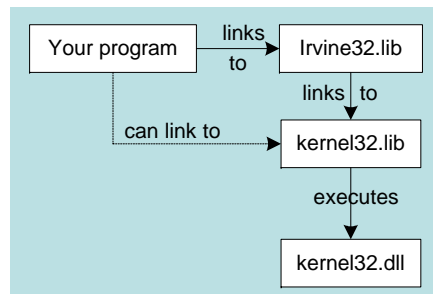 Your program
links
to
Irvine32.lib
links to
can link to
kernel32.lib
executes
kernel32.dll